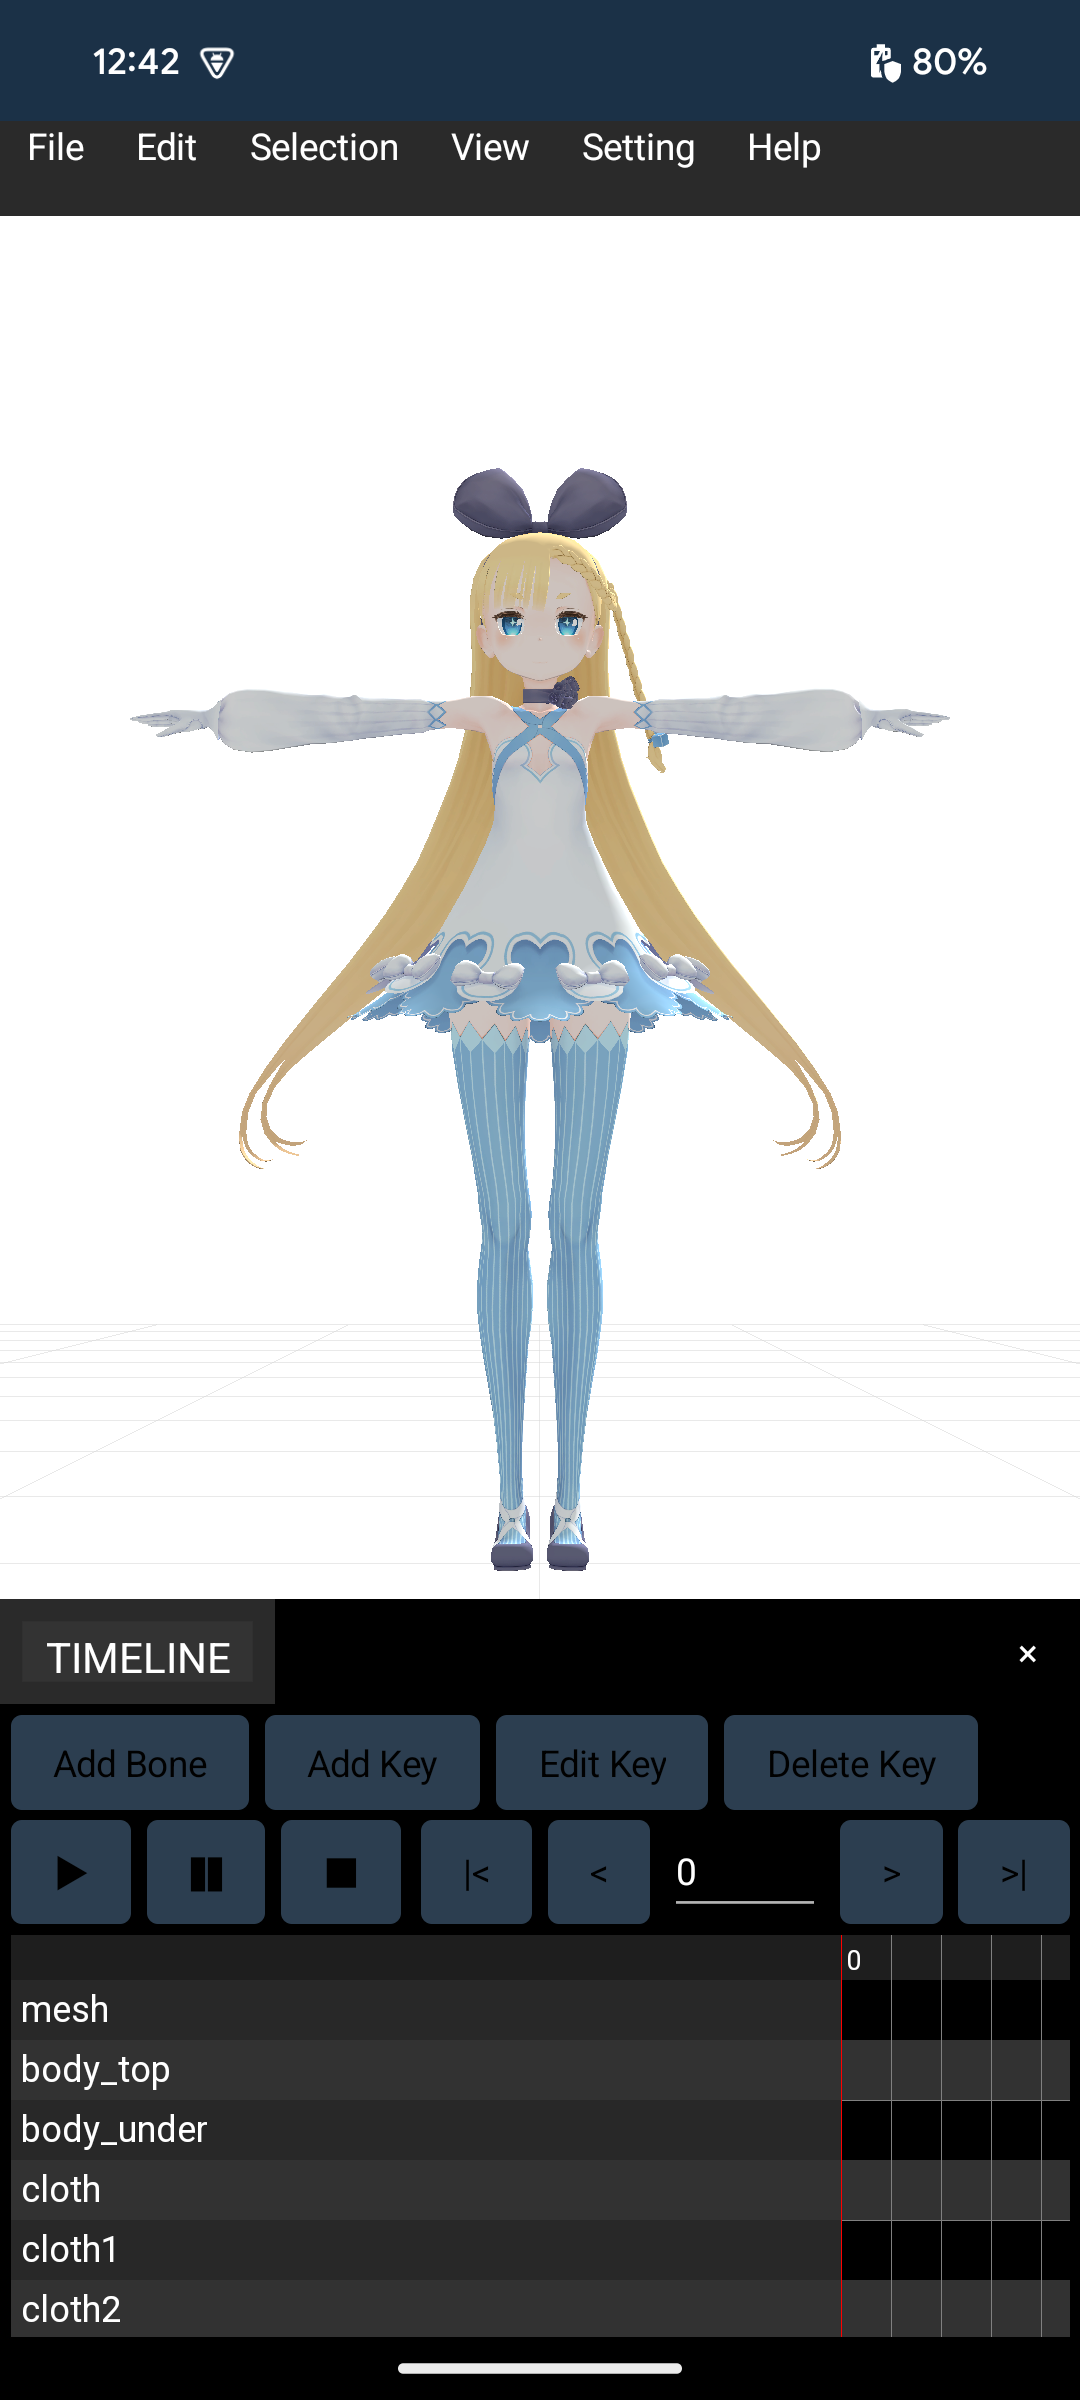 12:42 80%
File Edit Selection View Setting Help
TIMELINE ×
Add Bone Add Key Edit Key Delete Key
|< < 0 > >|
0
mesh
body_top
body_under
cloth
cloth1
cloth2